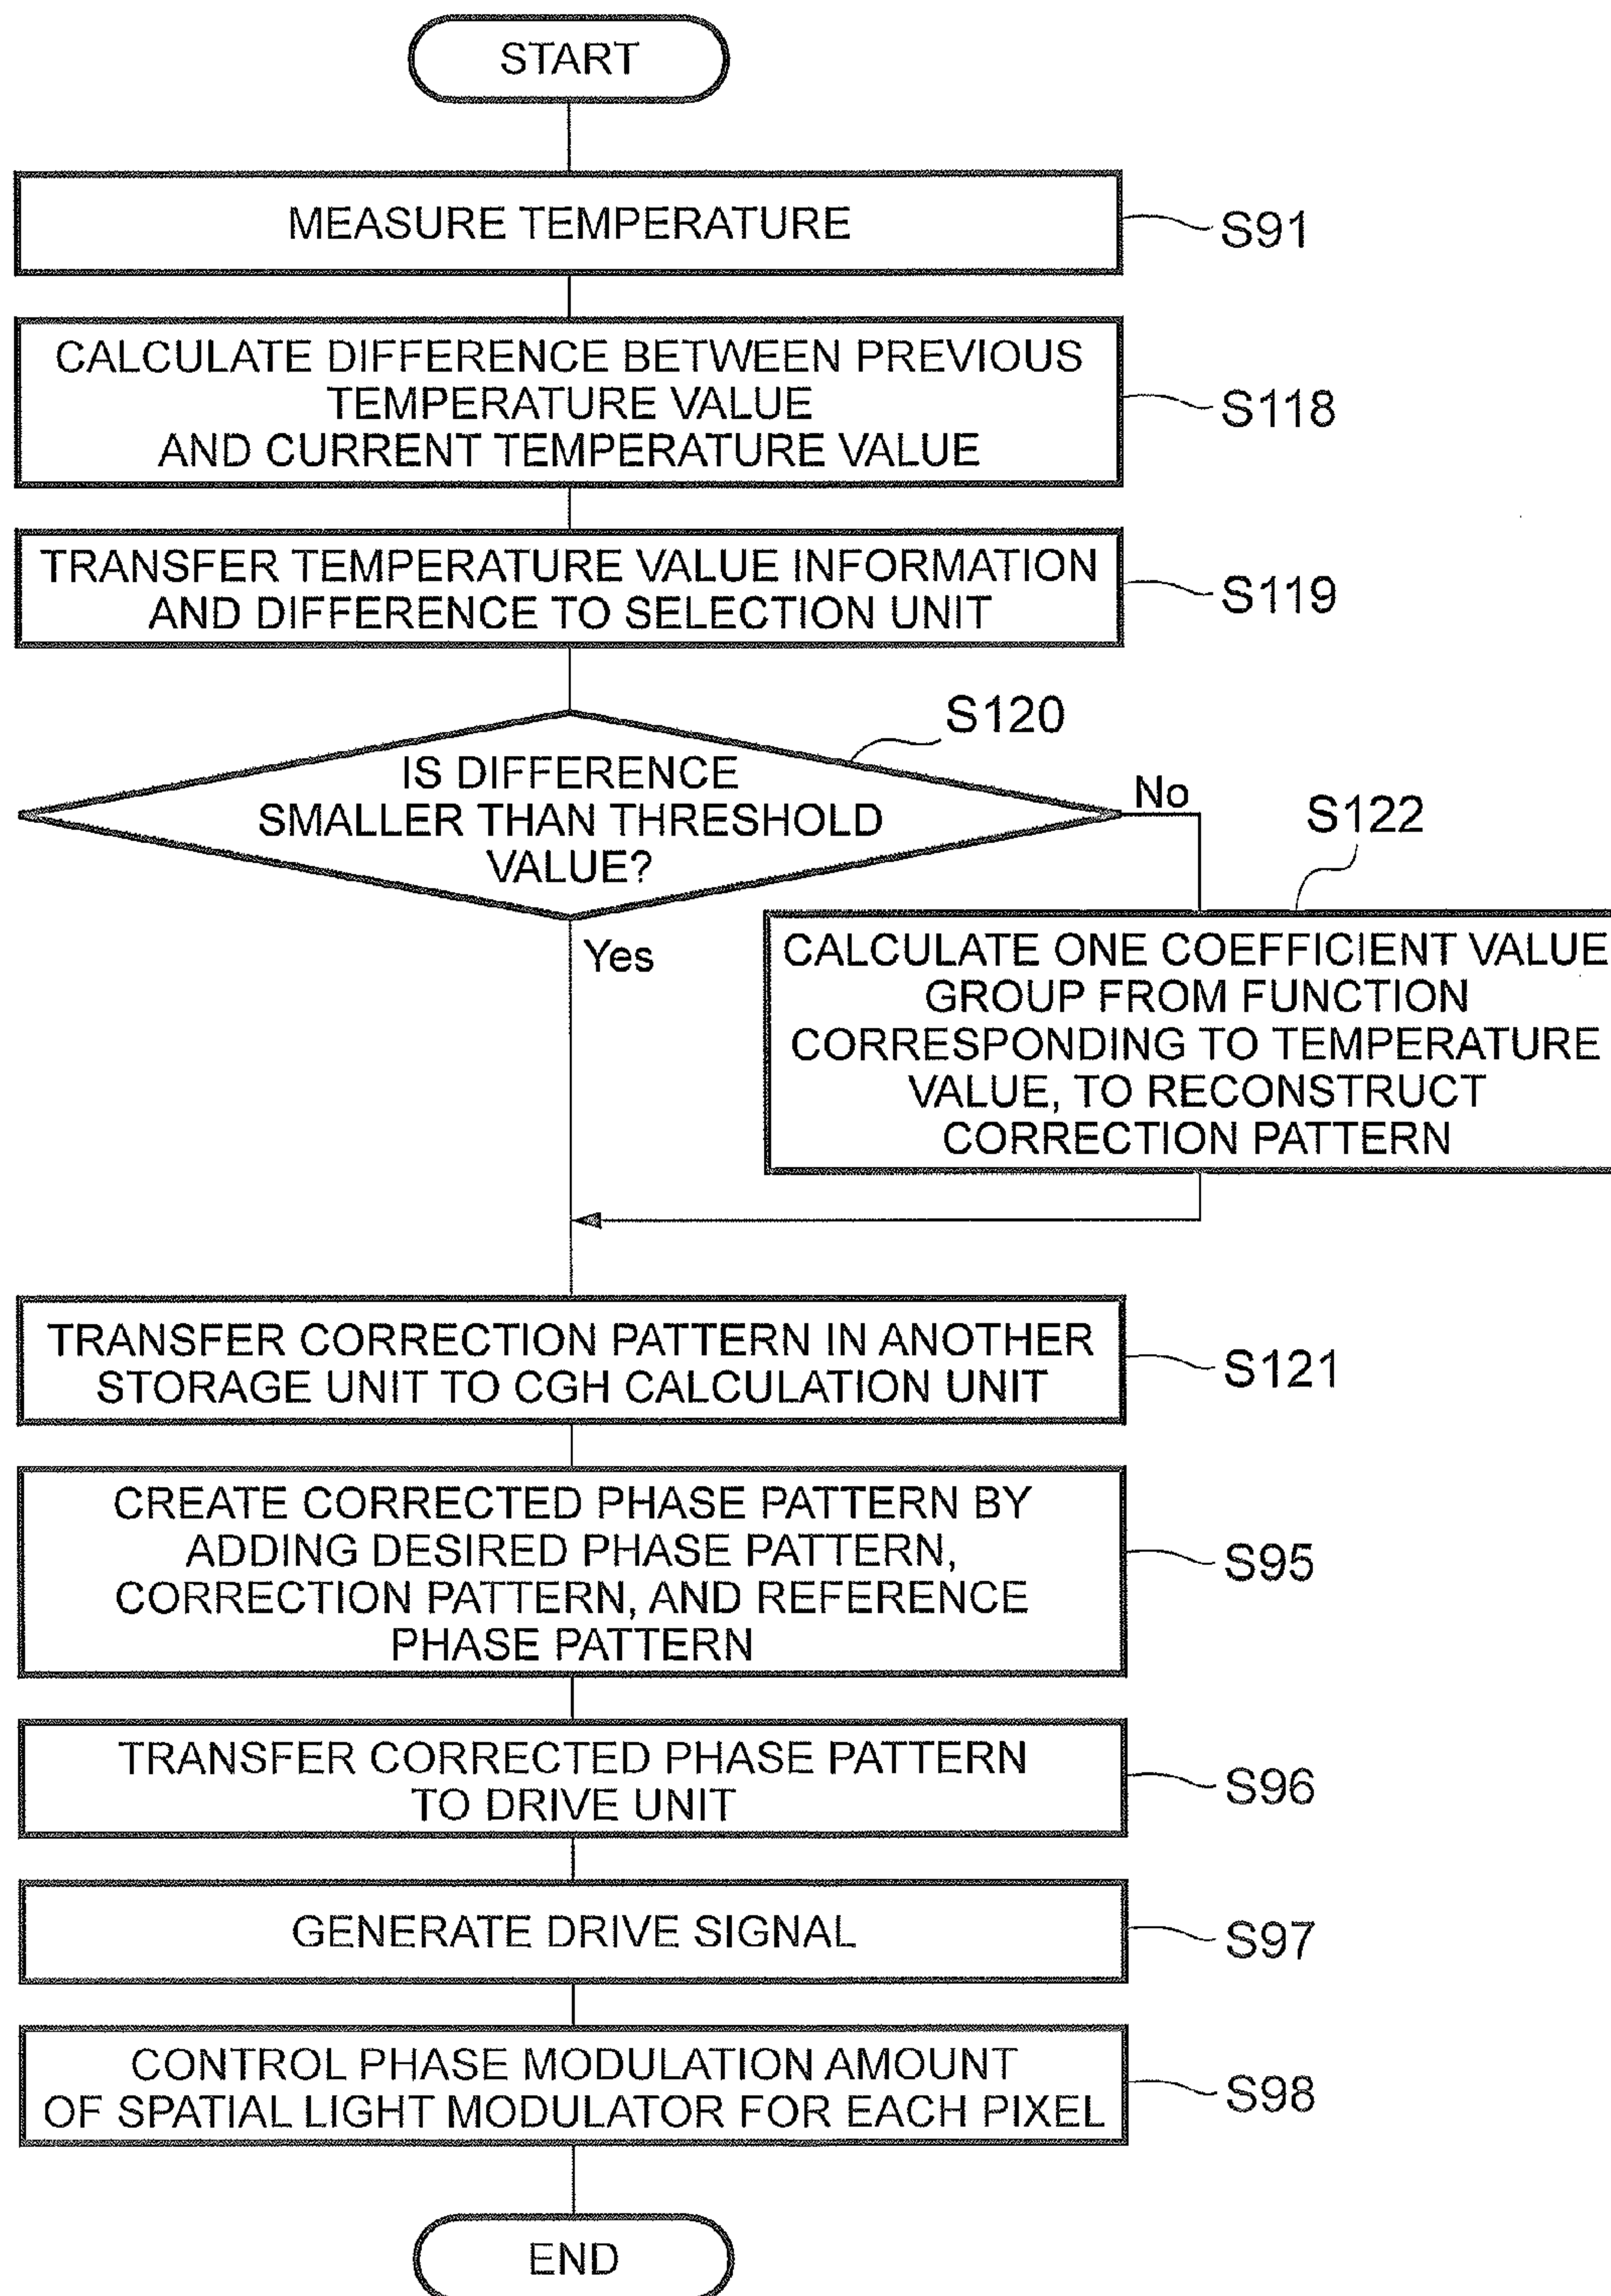 START
MEASURE TEMPERATURE
S91
CALCULATE DIFFERENCE BETWEEN PREVIOUS
TEMPERATURE VALUE
AND CURRENT TEMPERATURE VALUE
S118
TRANSFER TEMPERATURE VALUE INFORMATION
AND DIFFERENCE TO SELECTION UNIT
S119
S120
IS DIFFERENCE
SMALLER THAN THRESHOLD
VALUE?
No
Yes
S122
CALCULATE ONE COEFFICIENT VALUE
GROUP FROM FUNCTION
CORRESPONDING TO TEMPERATURE
VALUE, TO RECONSTRUCT
CORRECTION PATTERN
TRANSFER CORRECTION PATTERN IN ANOTHER
STORAGE UNIT TO CGH CALCULATION UNIT
S121
CREATE CORRECTED PHASE PATTERN BY
ADDING DESIRED PHASE PATTERN,
CORRECTION PATTERN, AND REFERENCE
PHASE PATTERN
S95
TRANSFER CORRECTED PHASE PATTERN
TO DRIVE UNIT
S96
GENERATE DRIVE SIGNAL
S97
CONTROL PHASE MODULATION AMOUNT
OF SPATIAL LIGHT MODULATOR FOR EACH PIXEL
S98
END